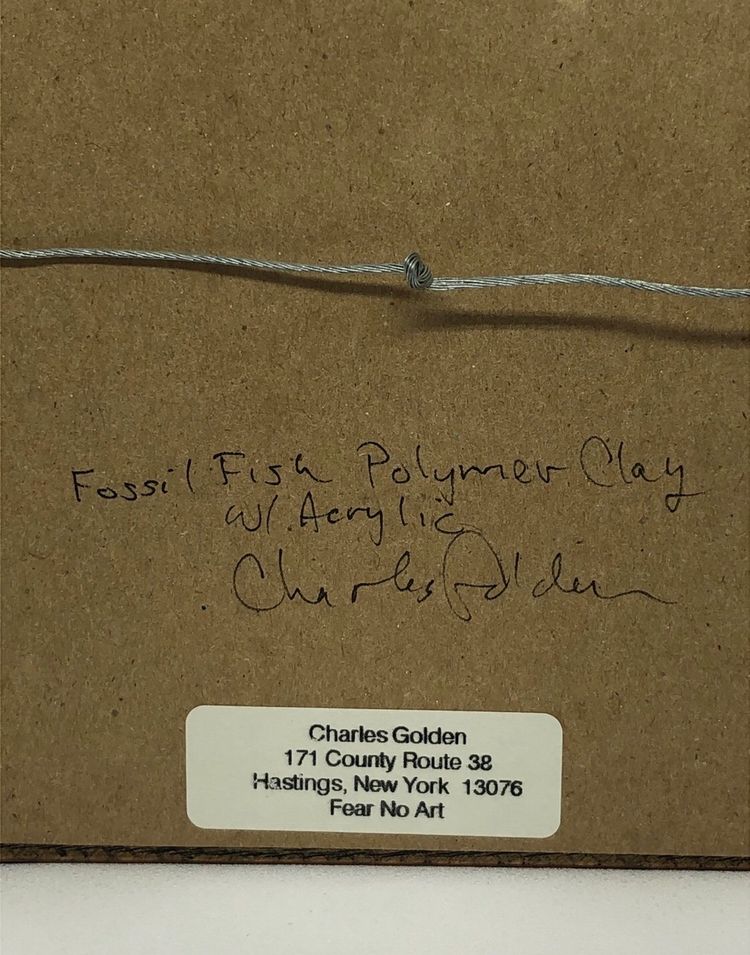 Fossil Fish Polymer Clay
w/. Acrylic
Charles Golden
Charles Golden
171 County Route 38
Hastings, New York 13076
Fear No Art